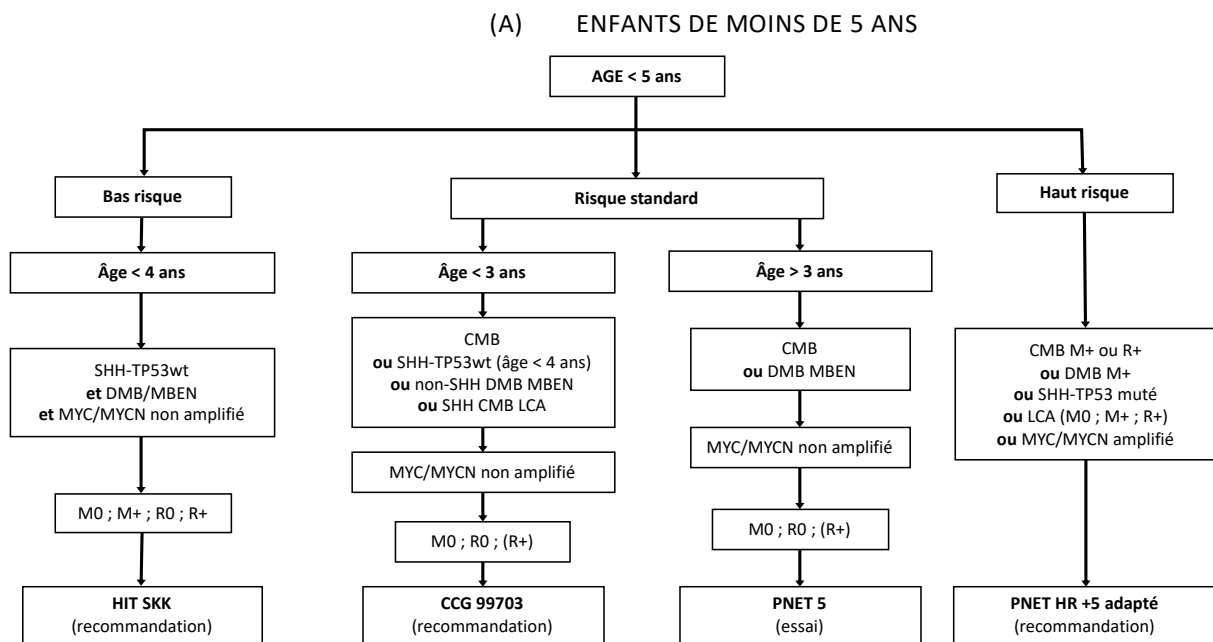 (A) ENFANTS DE MOINS DE 5 ANS
AGE < 5 ans
Bas risque
Risque standard
Haut risque
Âge < 4 ans
Âge < 3 ans
Âge > 3 ans
SHH-TP53wt
et DMB/MBEN
et MYC/MYCN non amplifié
CMB
ou SHH-TP53wt (âge < 4 ans)
ou non-SHH DMB MBEN
ou SHH CMB LCA
CMB
ou DMB MBEN
CMB M+ ou R+
ou DMB M+
ou SHH-TP53 muté
ou LCA (M0 ; M+ ; R+)
ou MYC/MYCN amplifié
MYC/MYCN non amplifié
MYC/MYCN non amplifié
M0 ; M+ ; R0 ; R+
M0 ; R0 ; (R+)
M0 ; R0 ; (R+)
HIT SKK
(recommandation)
CCG 99703
(recommandation)
PNET 5
(essai)
PNET HR +5 adapté
(recommandation)